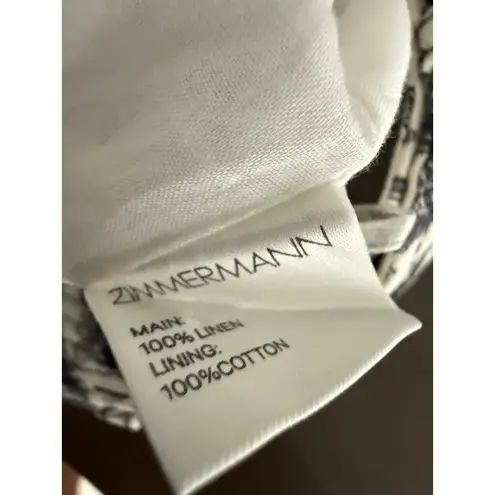 ZIMMERMANN
MAIN:
100% LINEN
LINING:
100%COTTON